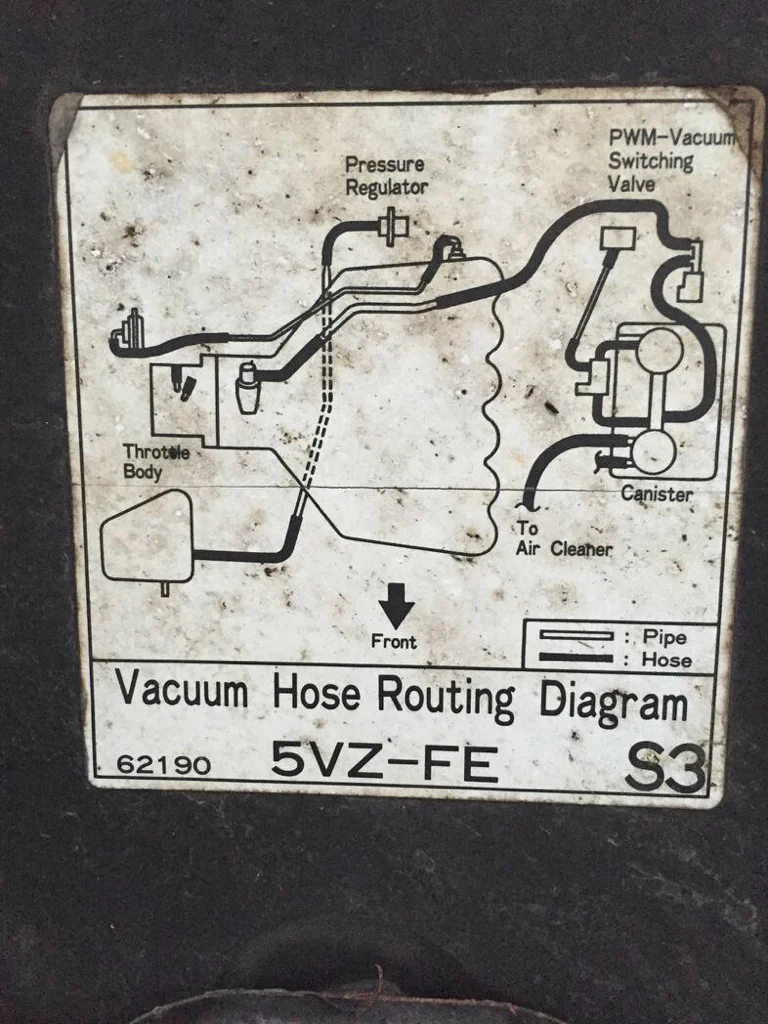 PWM-Vacuum
Switching
Valve
Pressure
Regulator
Throttle
Body
Canister
To
Air Cleaner
Front
: Pipe
: Hose
Vacuum Hose Routing Diagram
62190 5VZ-FE S3